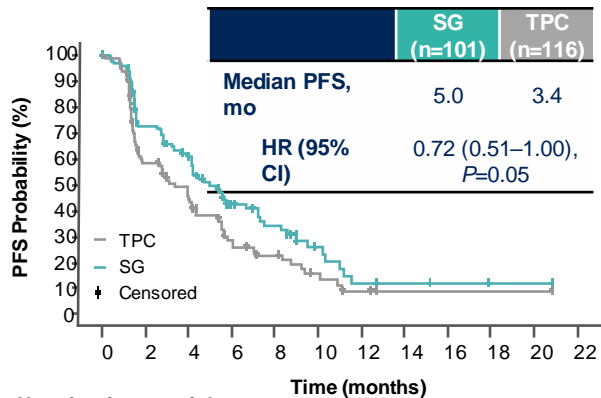 SG TPC
(n=101) (n=116)
Median PFS, mo 5.0 3.4
HR (95% CI) 0.72 (0.51–1.00), P=0.05
PFS Probability (%)
100
90
80
70
60
50
40
30
20
10
0
TPC
SG
Censored
0 2 4 6 8 10 12 14 16 18 20 22
Time (months)